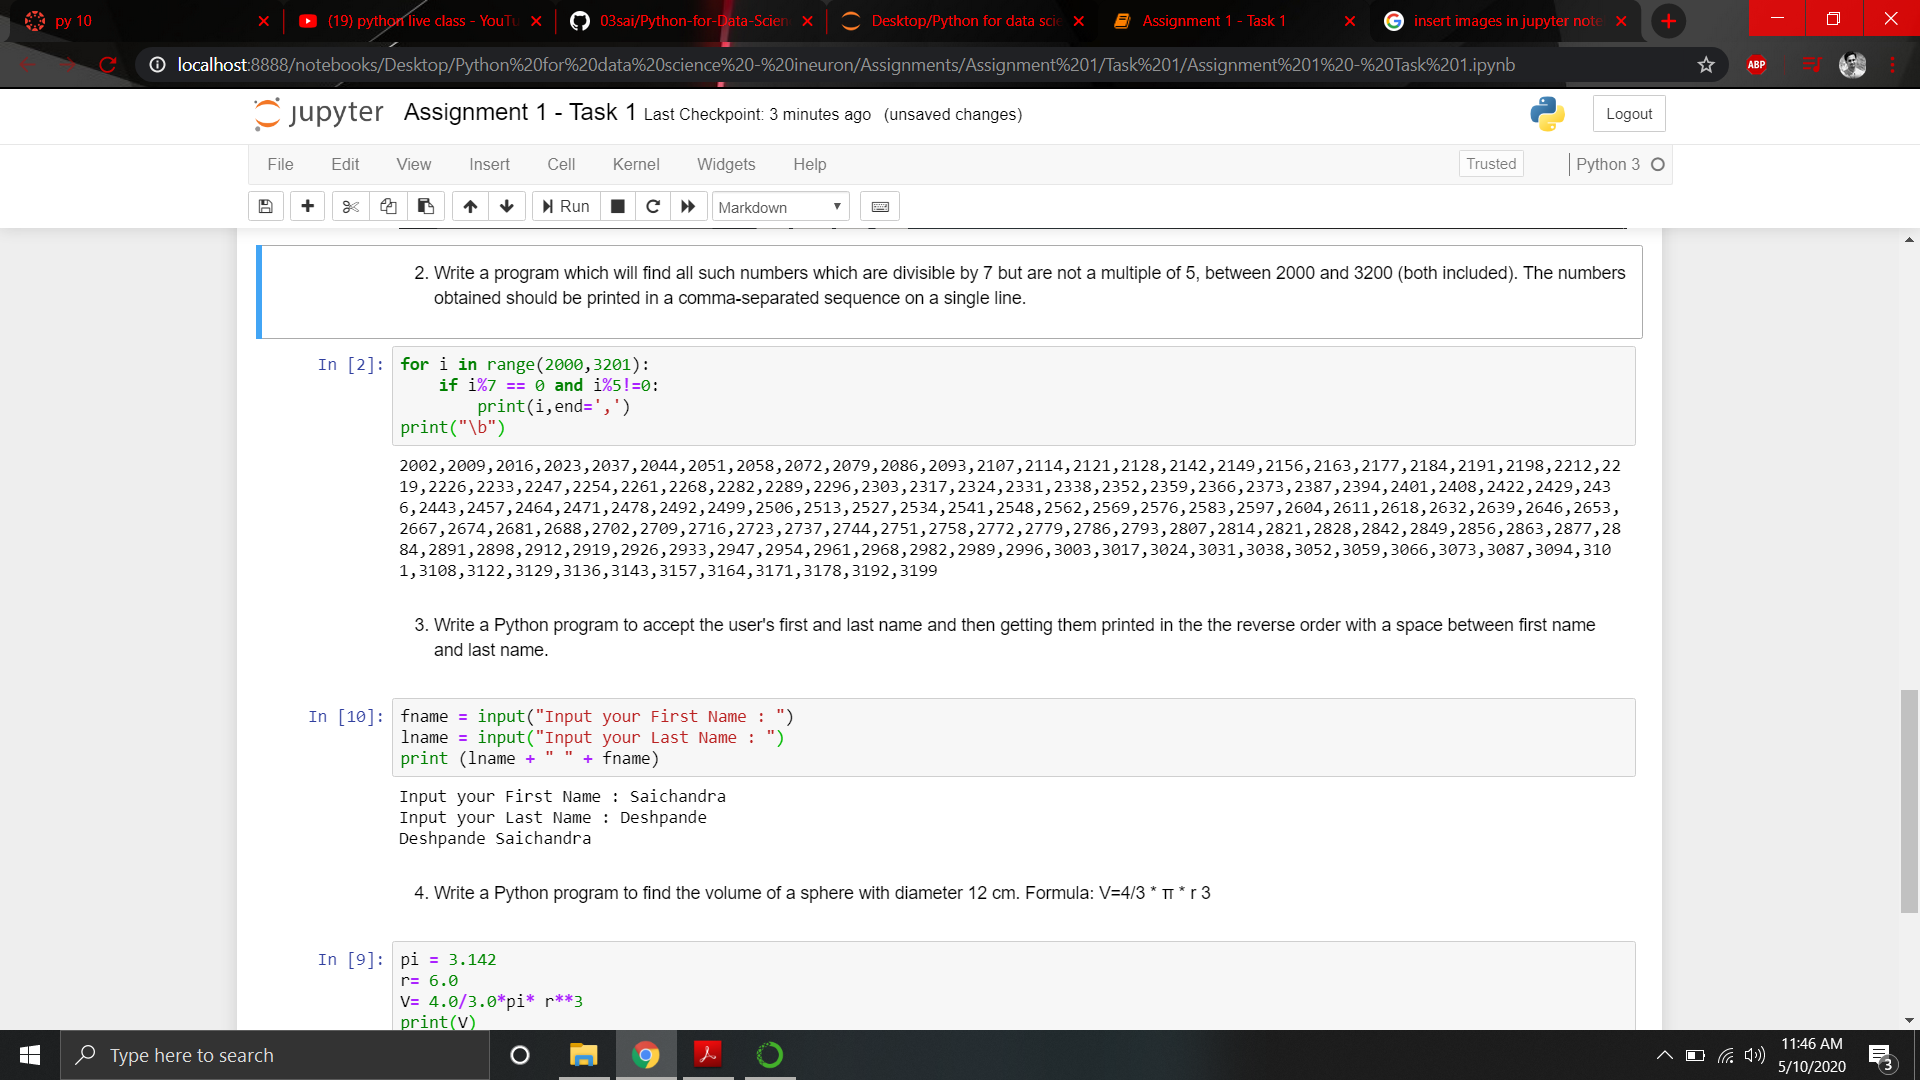 py 10
(19) python live class - YouTu
03sai/Python-for-Data-Scien
Desktop/Python for data scie
Assignment 1 - Task 1
insert images in jupyter note
localhost:8888/notebooks/Desktop/Python%20for%20data%20science%20-%20ineuron/Assignments/Assignment%201/Task%201/Assignment%201%20-%20Task%201.ipynb
ABP
jupyter Assignment 1 - Task 1 Last Checkpoint: 3 minutes ago (unsaved changes)
Logout
File Edit View Insert Cell Kernel Widgets Help
Trusted
Python 3
Run
Markdown
2. Write a program which will find all such numbers which are divisible by 7 but are not a multiple of 5, between 2000 and 3200 (both included). The numbers
obtained should be printed in a comma-separated sequence on a single line.
In [2]:
for i in range(2000,3201):
    if i%7 == 0 and i%5!=0:
        print(i,end=',')
print("\b")
2002,2009,2016,2023,2037,2044,2051,2058,2072,2079,2086,2093,2107,2114,2121,2128,2142,2149,2156,2163,2177,2184,2191,2198,2212,22
19,2226,2233,2247,2254,2261,2268,2282,2289,2296,2303,2317,2324,2331,2338,2352,2359,2366,2373,2387,2394,2401,2408,2422,2429,243
6,2443,2457,2464,2471,2478,2492,2499,2506,2513,2527,2534,2541,2548,2562,2569,2576,2583,2597,2604,2611,2618,2632,2639,2646,2653,
2667,2674,2681,2688,2702,2709,2716,2723,2737,2744,2751,2758,2772,2779,2786,2793,2807,2814,2821,2828,2842,2849,2856,2863,2877,28
84,2891,2898,2912,2919,2926,2933,2947,2954,2961,2968,2982,2989,2996,3003,3017,3024,3031,3038,3052,3059,3066,3073,3087,3094,310
1,3108,3122,3129,3136,3143,3157,3164,3171,3178,3192,3199
3. Write a Python program to accept the user's first and last name and then getting them printed in the the reverse order with a space between first name
and last name.
In [10]:
fname = input("Input your First Name : ")
lname = input("Input your Last Name : ")
print (lname + " " + fname)
Input your First Name : Saichandra
Input your Last Name : Deshpande
Deshpande Saichandra
4. Write a Python program to find the volume of a sphere with diameter 12 cm. Formula: V=4/3 * π * r 3
In [9]:
pi = 3.142
r= 6.0
V= 4.0/3.0*pi* r**3
print(V)
Type here to search
11:46 AM
5/10/2020
3